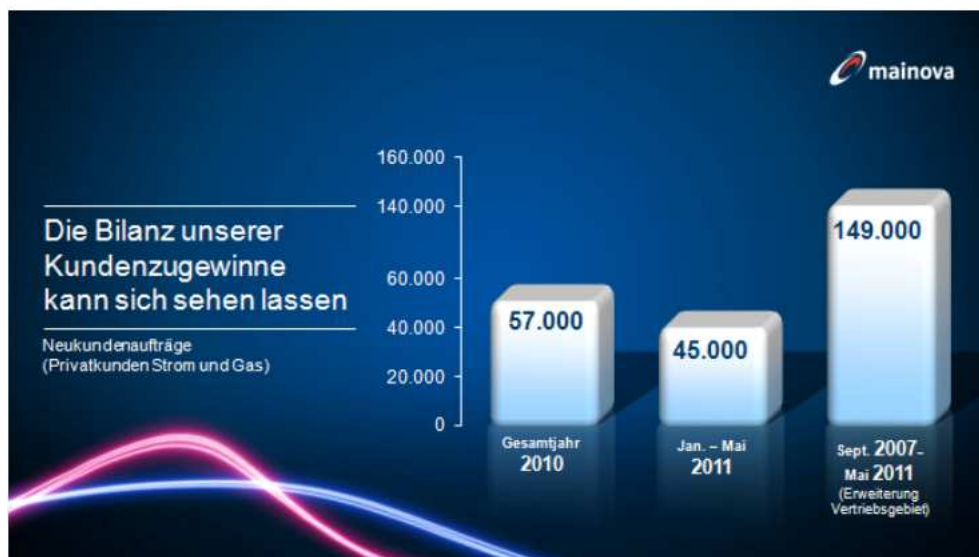 mainova
Die Bilanz unserer
Kundenzugewinne
kann sich sehen lassen
Neukundenaufträge
(Privatkunden Strom und Gas)
160.000
140.000
60.000
40.000
20.000
0
57.000
45.000
149.000
Gesamtjahr
2010
Jan. – Mai
2011
Sept. 2007–
Mai 2011
(Erweiterung
Vertriebsgebiet)